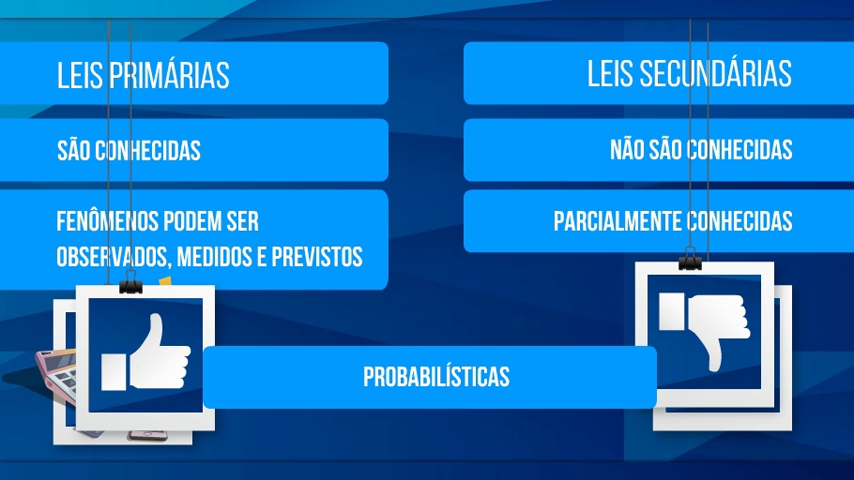 LEIS PRIMÁRIAS
SÃO CONHECIDAS
FENÔMENOS PODEM SER
OBSERVADOS, MEDIDOS E PREVISTOS
LEIS SECUNDÁRIAS
NÃO SÃO CONHECIDAS
PARCIALMENTE CONHECIDAS
PROBABILÍSTICAS